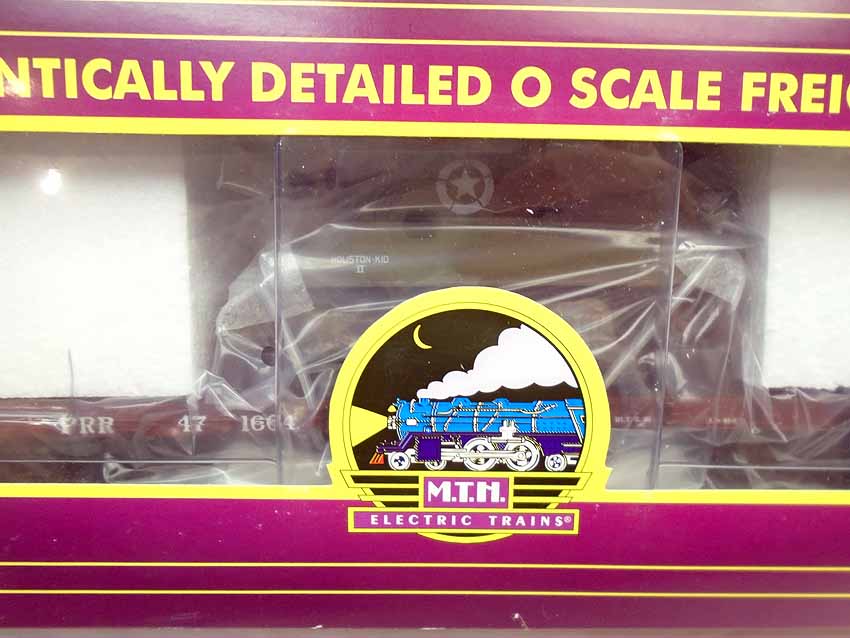 NTICALLY DETAILED O SCALE FREIG
HOUSTON-KID
II
PRR 47 1664
M.T.H.
ELECTRIC TRAINS®